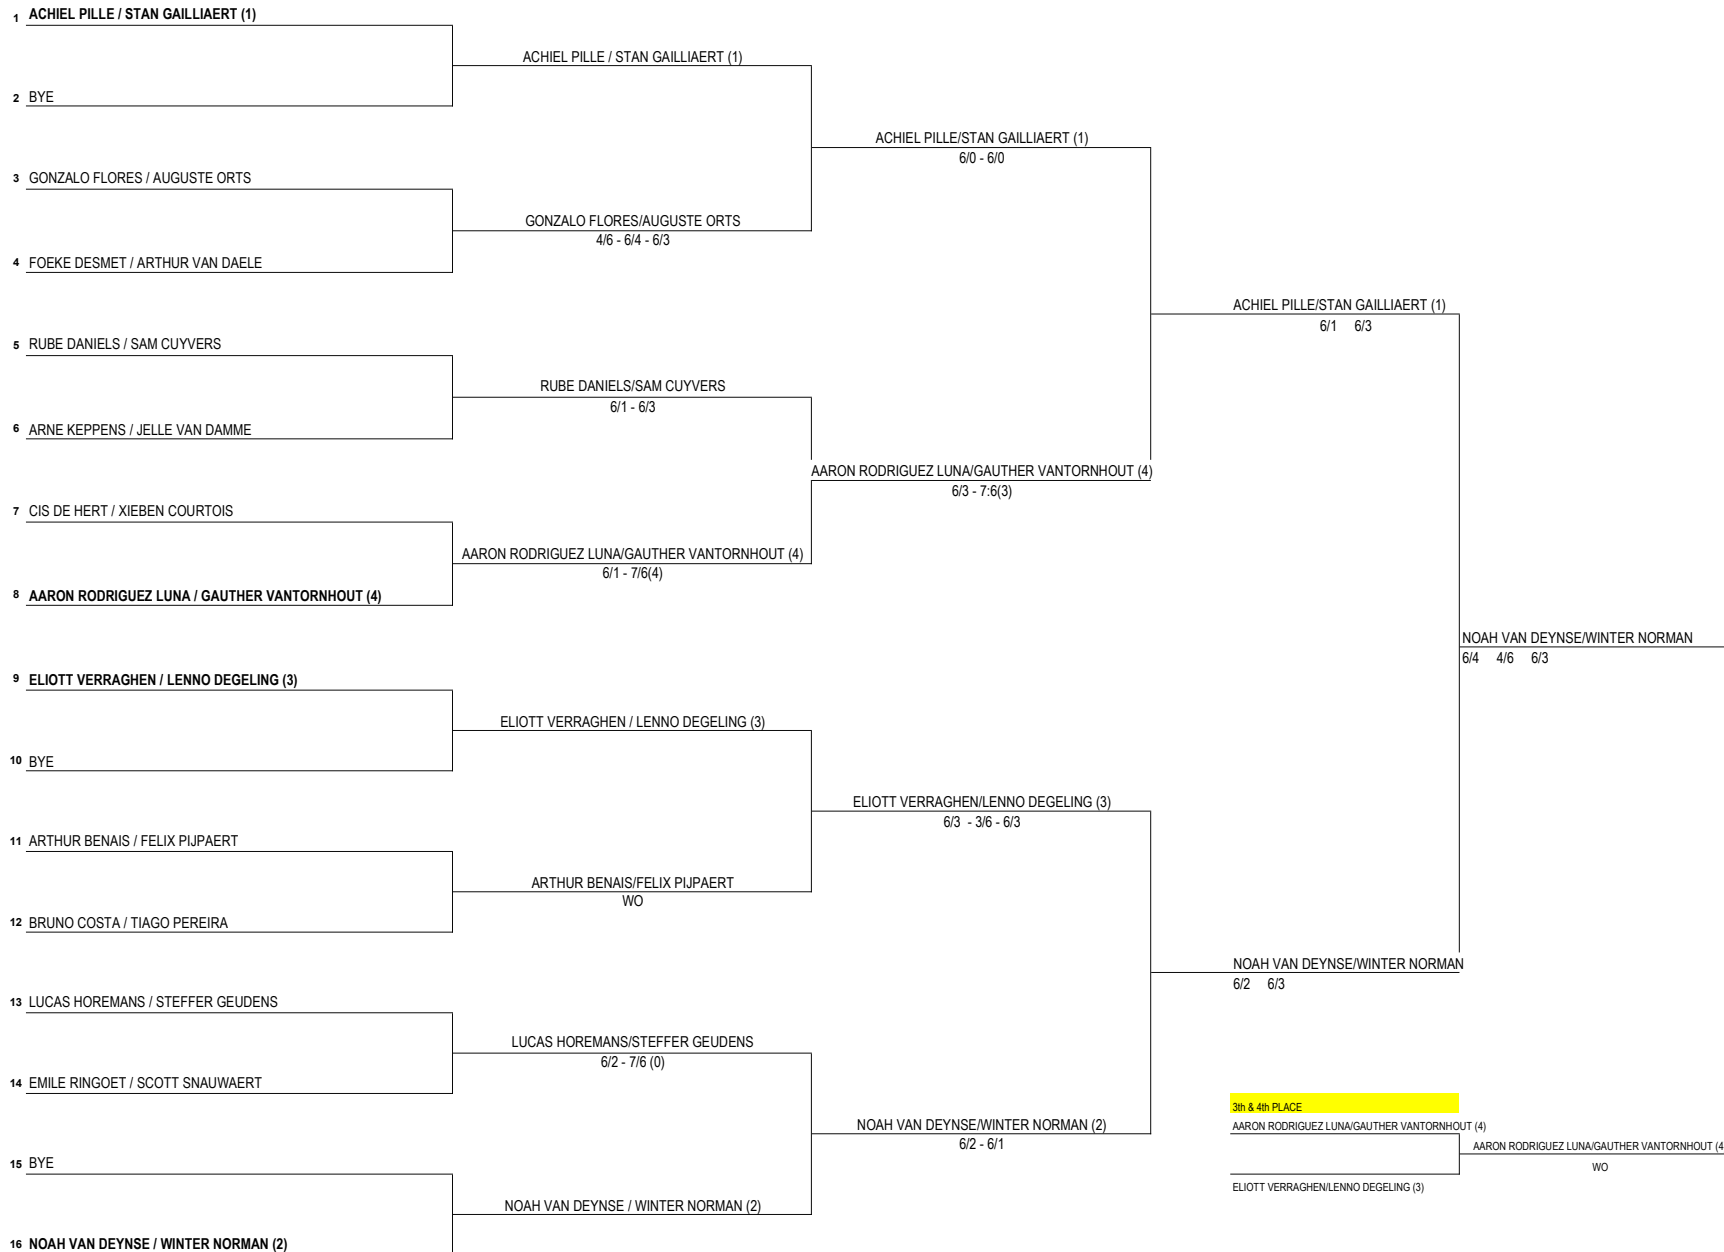 1 ACHIEL PILLE / STAN GAILLIAERT (1)
ACHIEL PILLE / STAN GAILLIAERT (1)
2 BYE
ACHIEL PILLE/STAN GAILLIAERT (1)
6/0 - 6/0
3 GONZALO FLORES / AUGUSTE ORTS
GONZALO FLORES/AUGUSTE ORTS
4/6 - 6/4 - 6/3
4 FOEKE DESMET / ARTHUR VAN DAELE
ACHIEL PILLE/STAN GAILLIAERT (1)
6/1 6/3
5 RUBE DANIELS / SAM CUYVERS
RUBE DANIELS/SAM CUYVERS
6/1 - 6/3
6 ARNE KEPPENS / JELLE VAN DAMME
AARON RODRIGUEZ LUNA/GAUTHER VANTORNHOUT (4)
6/3 - 7:6(3)
7 CIS DE HERT / XIEBEN COURTOIS
AARON RODRIGUEZ LUNA/GAUTHER VANTORNHOUT (4)
6/1 - 7/6(4)
8 AARON RODRIGUEZ LUNA / GAUTHER VANTORNHOUT (4)
NOAH VAN DEYNSE/WINTER NORMAN
6/4 4/6 6/3
9 ELIOTT VERRAGHEN / LENNO DEGELING (3)
ELIOTT VERRAGHEN / LENNO DEGELING (3)
10 BYE
ELIOTT VERRAGHEN/LENNO DEGELING (3)
6/3 - 3/6 - 6/3
11 ARTHUR BENAIS / FELIX PIJPAERT
ARTHUR BENAIS/FELIX PIJPAERT
WO
12 BRUNO COSTA / TIAGO PEREIRA
NOAH VAN DEYNSE/WINTER NORMAN
6/2 6/3
13 LUCAS HOREMANS / STEFFER GEUDENS
LUCAS HOREMANS/STEFFER GEUDENS
6/2 - 7/6 (0)
14 EMILE RINGOET / SCOTT SNAUWAERT
NOAH VAN DEYNSE/WINTER NORMAN (2)
6/2 - 6/1
15 BYE
NOAH VAN DEYNSE / WINTER NORMAN (2)
16 NOAH VAN DEYNSE / WINTER NORMAN (2)
3th & 4th PLACE
AARON RODRIGUEZ LUNA/GAUTHER VANTORNHOUT (4)
AARON RODRIGUEZ LUNA/GAUTHER VANTORNHOUT (4
WO
ELIOTT VERRAGHEN/LENNO DEGELING (3)